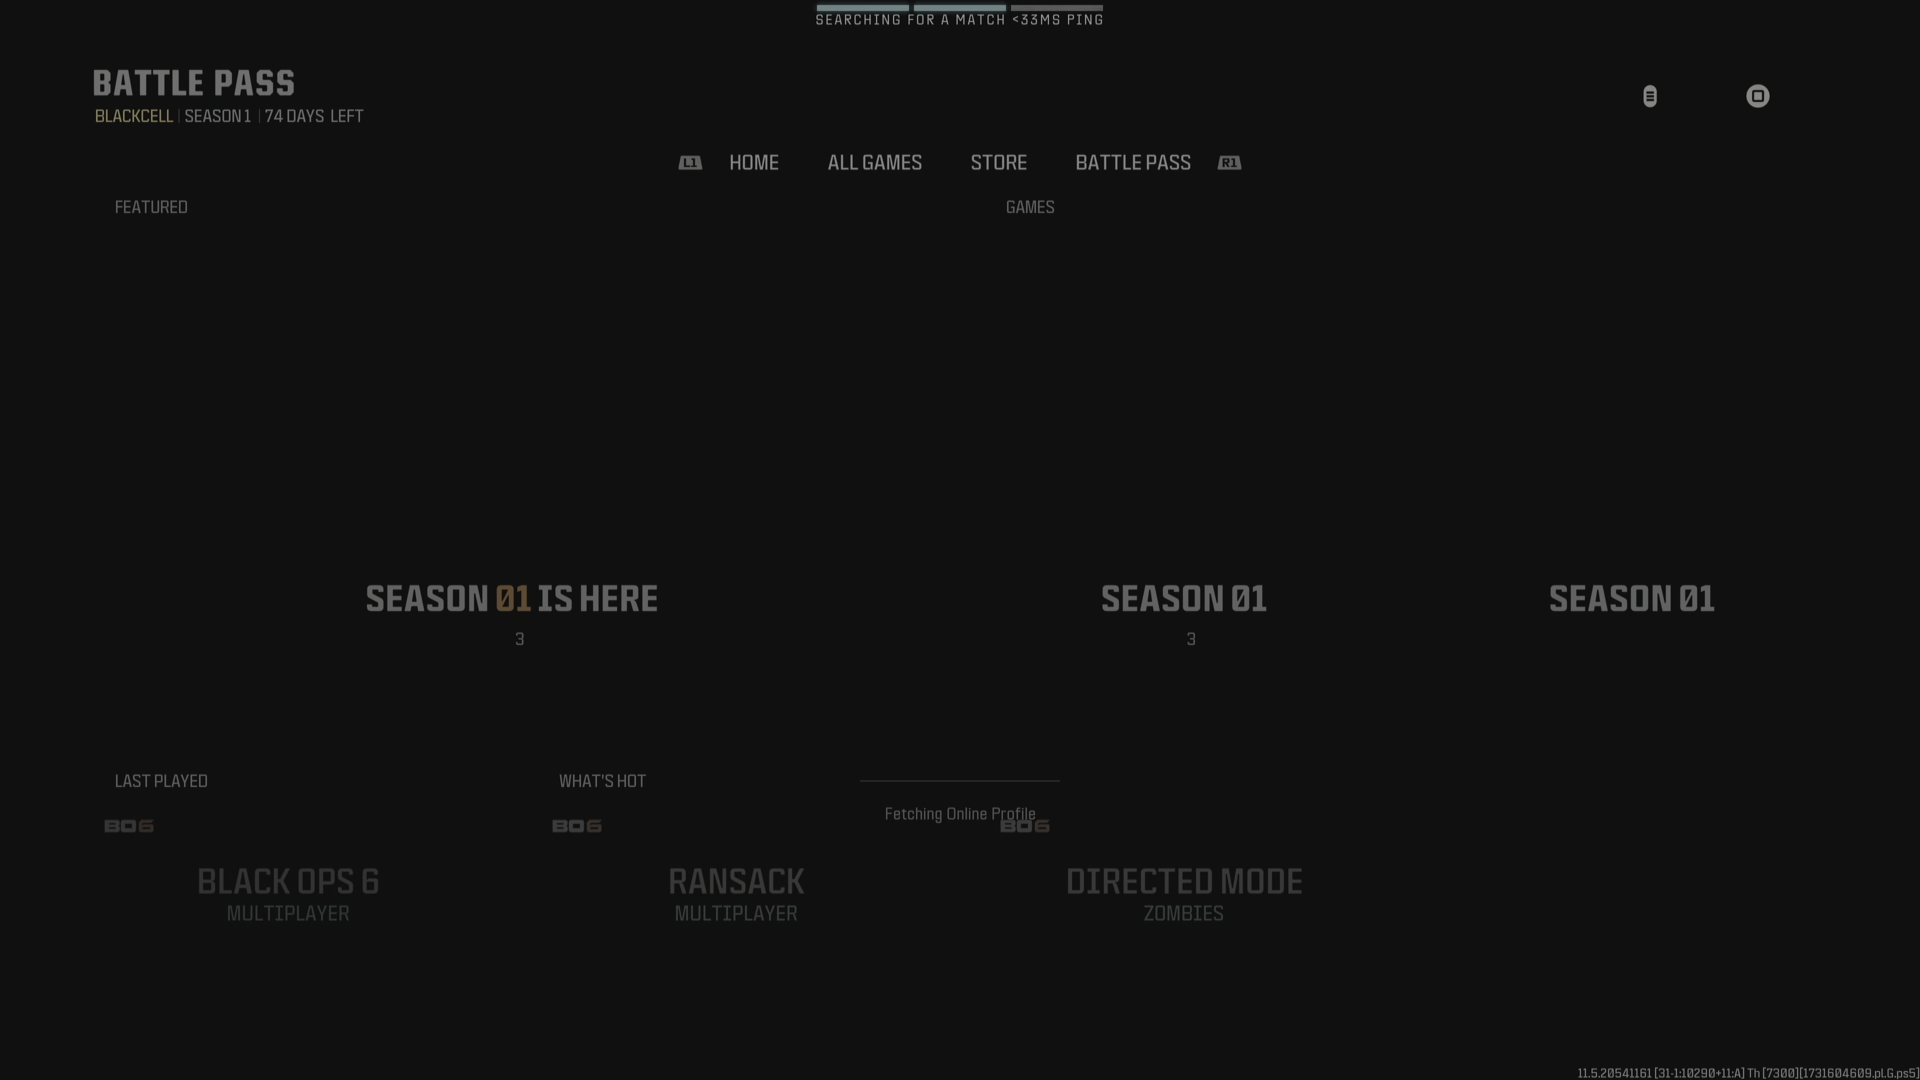 SEARCHING FOR A MATCH <33MS PING
BATTLE PASS
BLACKCELL | SEASON 1 | 74 DAYS LEFT
L1 HOME ALL GAMES STORE BATTLE PASS R1
FEATURED
GAMES
SEASON 01 IS HERE
3
SEASON 01
3
SEASON 01
LAST PLAYED
WHAT'S HOT
Fetching Online Profile
BO6
BO6
BO6
BLACK OPS 6
MULTIPLAYER
RANSACK
MULTIPLAYER
DIRECTED MODE
ZOMBIES
11.5.20541161 [31-1:10290+11:A] Th [7300][1731604609.pl.G.ps5]